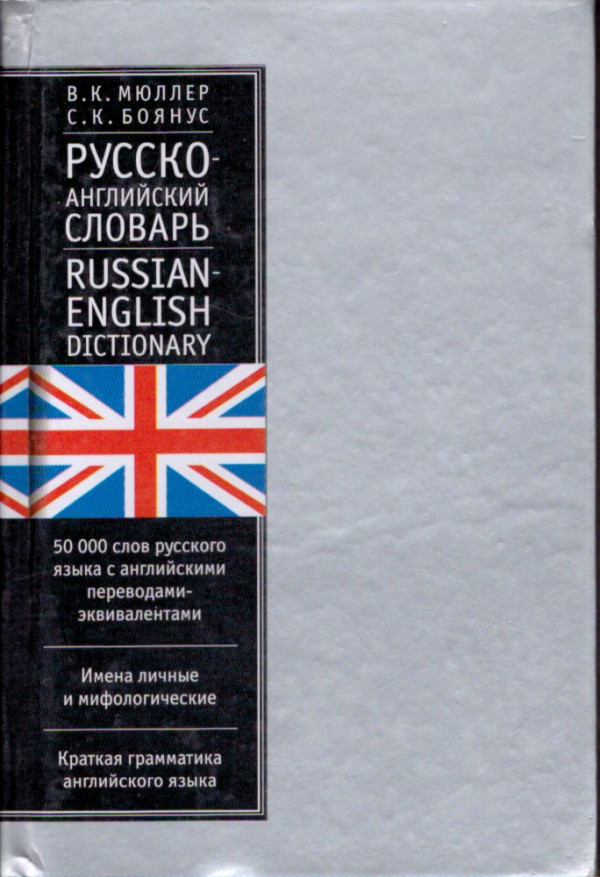 В.К. МЮЛЛЕР
С.К. БОЯНУС
РУССКО-
АНГЛИЙСКИЙ
СЛОВАРЬ
RUSSIAN-
ENGLISH
DICTIONARY
50 000 слов русского
языка с английскими
переводами-
эквивалентами
Имена личные
и мифологические
Краткая грамматика
английского языка